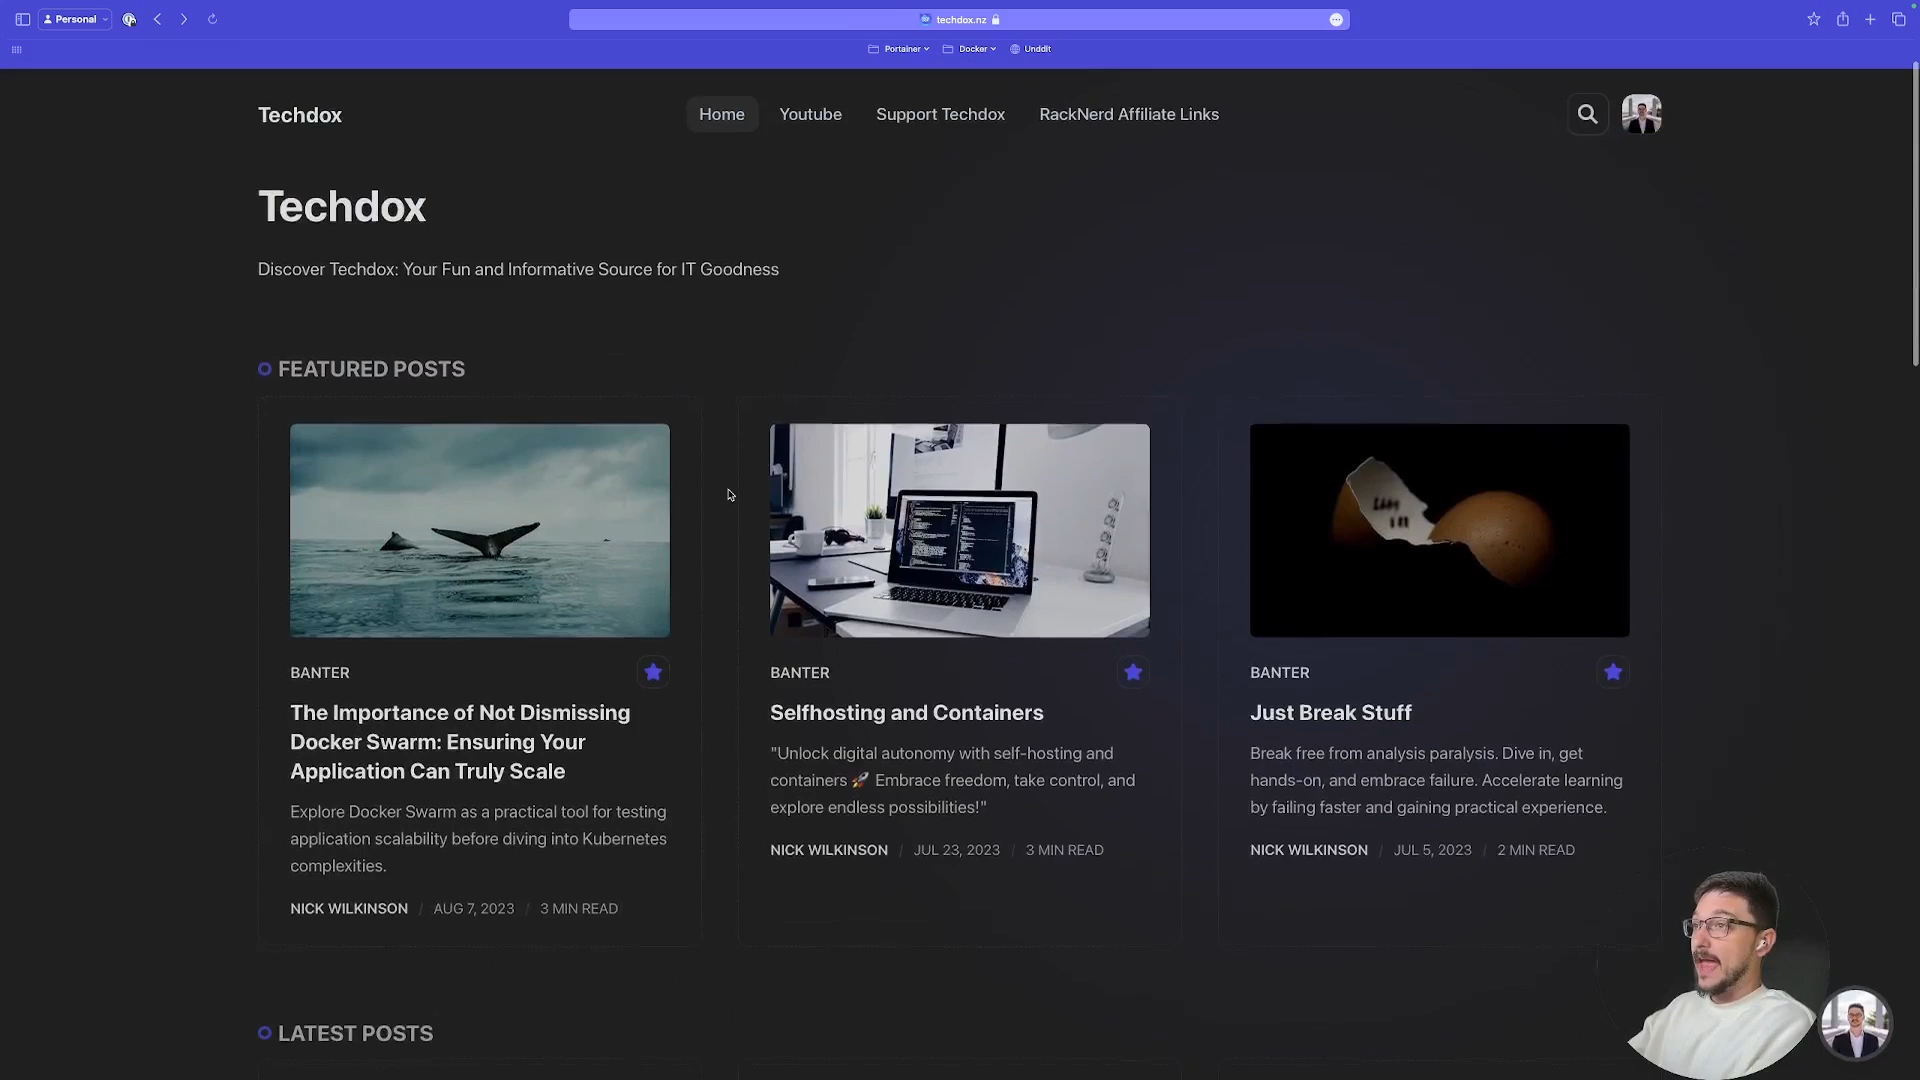 Personal
techdox.nz
Portainer
Docker
Unddit
Techdox
Home
Youtube
Support Techdox
RackNerd Affiliate Links
Techdox
Discover Techdox: Your Fun and Informative Source for IT Goodness
FEATURED POSTS
BANTER
The Importance of Not Dismissing
Docker Swarm: Ensuring Your
Application Can Truly Scale
Explore Docker Swarm as a practical tool for testing
application scalability before diving into Kubernetes
complexities.
NICK WILKINSON / AUG 7, 2023 / 3 MIN READ
BANTER
Selfhosting and Containers
"Unlock digital autonomy with self-hosting and
containers 🚀 Embrace freedom, take control, and
explore endless possibilities!"
NICK WILKINSON / JUL 23, 2023 / 3 MIN READ
BANTER
Just Break Stuff
Break free from analysis paralysis. Dive in, get
hands-on, and embrace failure. Accelerate learning
by failing faster and gaining practical experience.
NICK WILKINSON / JUL 5, 2023 / 2 MIN READ
LATEST POSTS